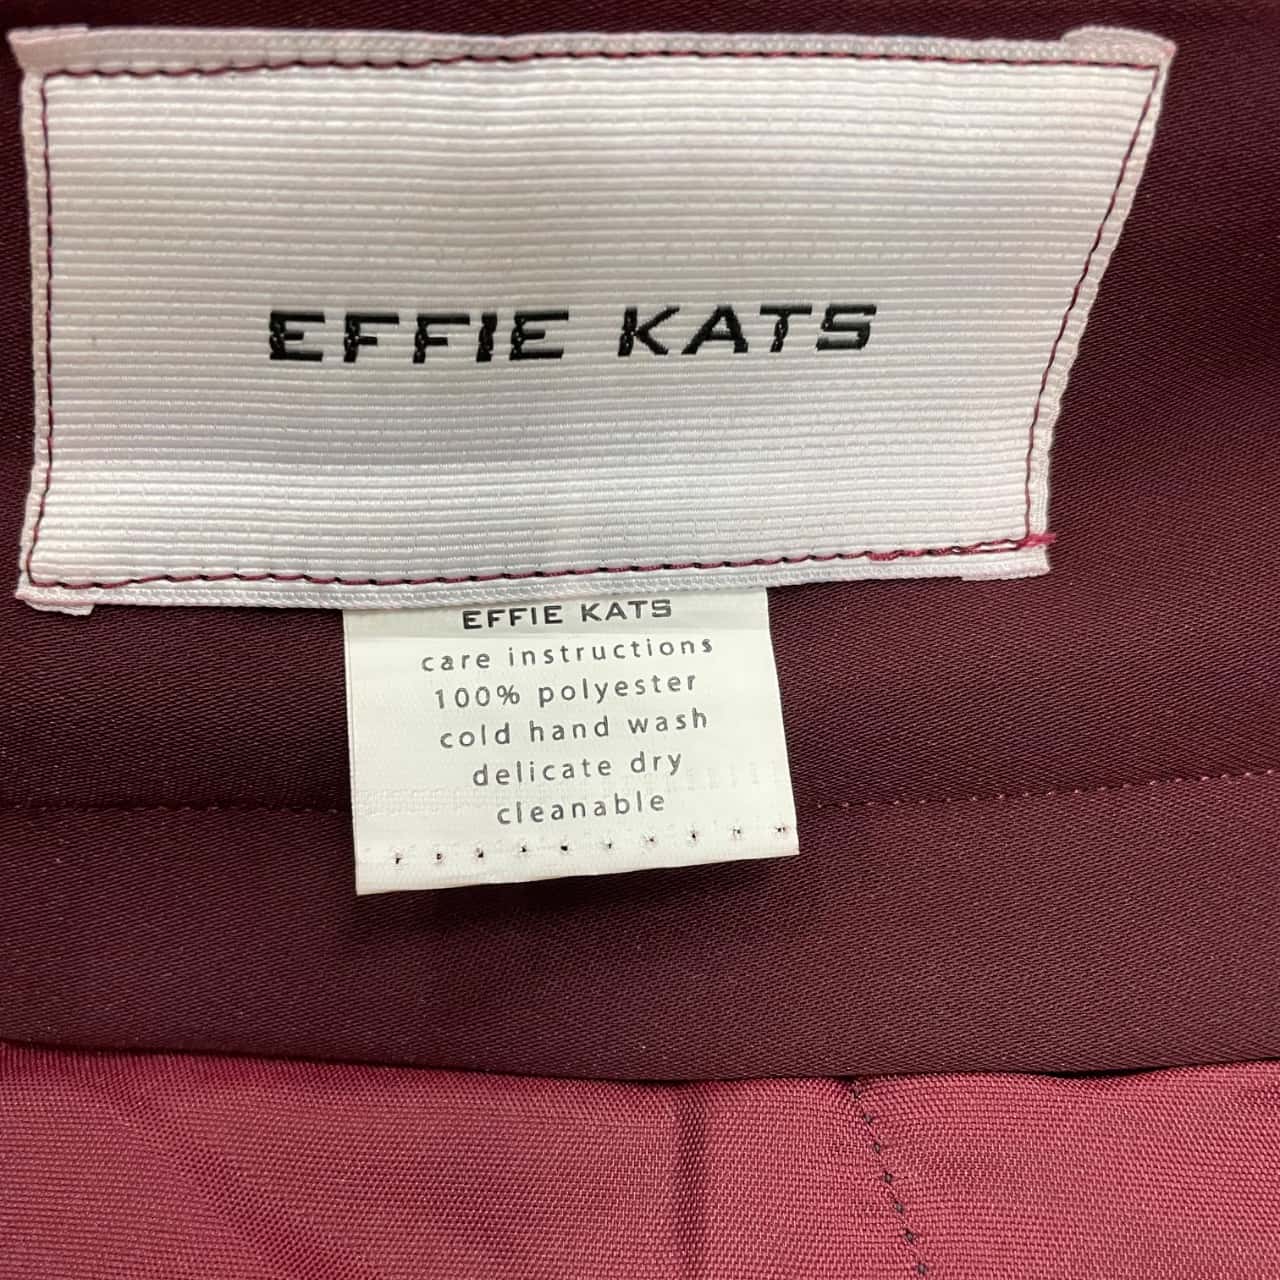 EFFIE KATS
EFFIE KATS
care instructions
100% polyester
cold hand wash
delicate dry
cleanable